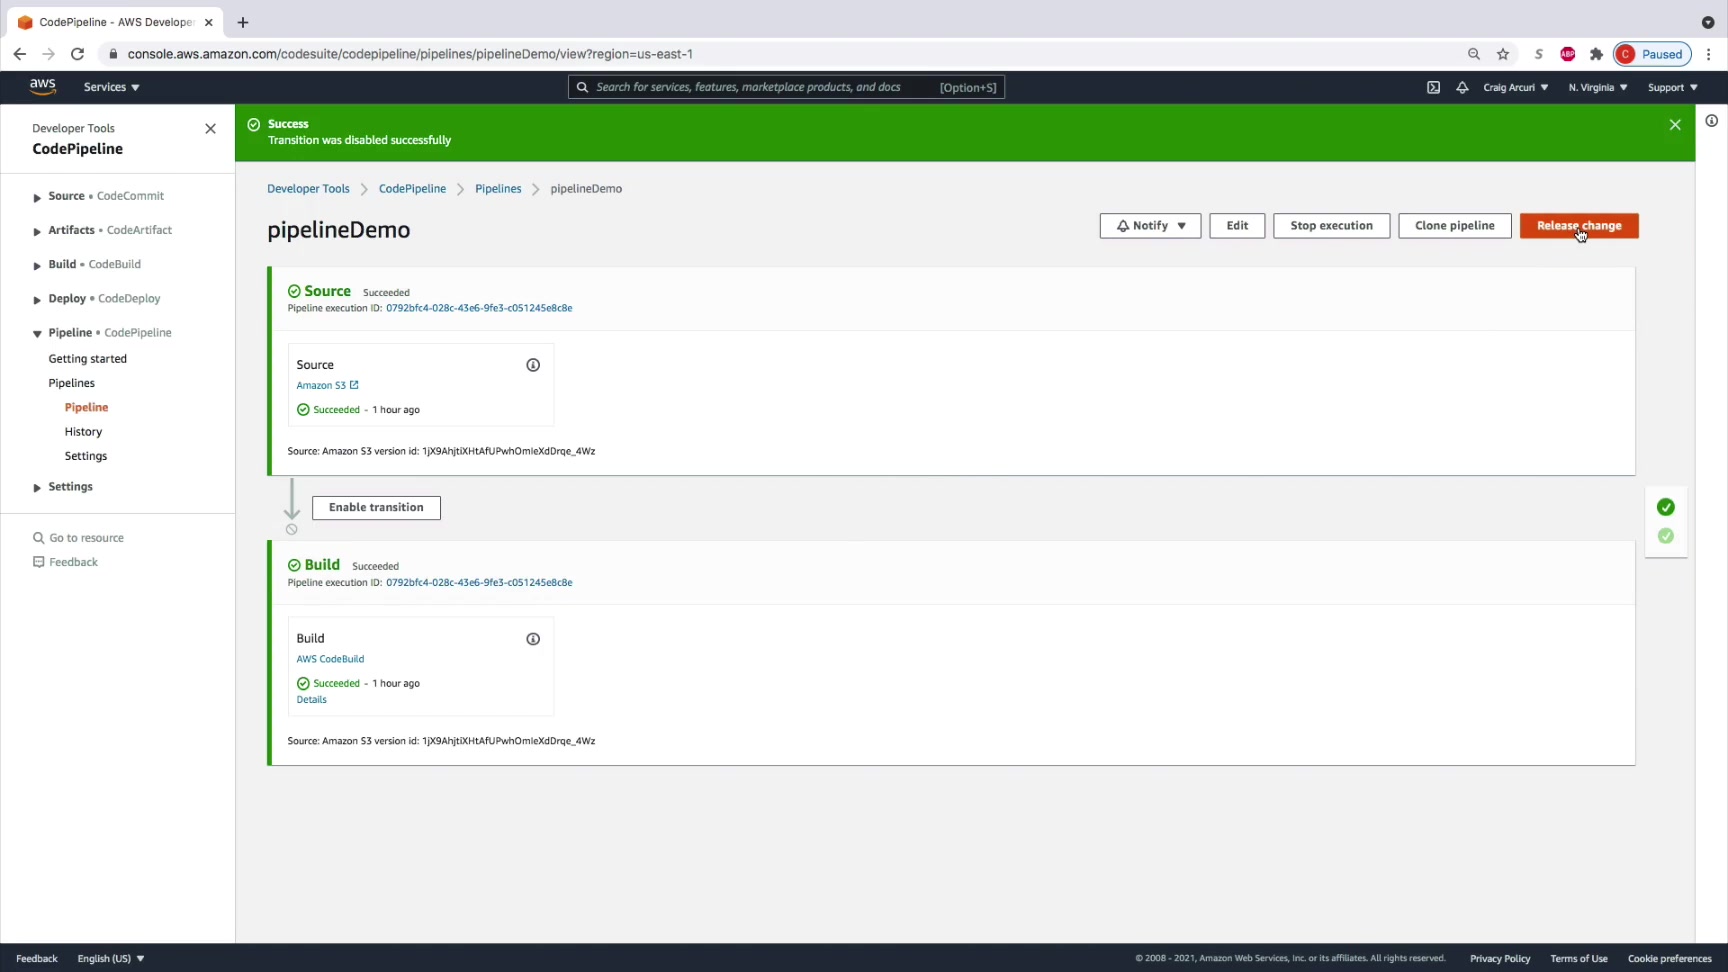 CodePipeline - AWS Develope
console.aws.amazon.com/codesuite/codepipeline/pipelines/pipelineDemo/view?region=us-east-1
S
ABP
C Paused
aws
Services
Search for services, features, marketplace products, and docs [Option+S]
Craig Arcuri
N. Virginia
Support
Developer Tools
CodePipeline
Source • CodeCommit
Artifacts • CodeArtifact
Build • CodeBuild
Deploy • CodeDeploy
Pipeline • CodePipeline
Getting started
Pipelines
Pipeline
History
Settings
Settings
Go to resource
Feedback
Success
Transition was disabled successfully
Developer Tools
CodePipeline
Pipelines
pipelineDemo
pipelineDemo
Notify
Edit
Stop execution
Clone pipeline
Release change
Source Succeeded
Pipeline execution ID: 0792bfc4-028c-43e6-9fe3-c051245e8c8e
Source
Amazon S3
Succeeded - 1 hour ago
Source: Amazon S3 version id: 1jX9AhjtiXHtAfUPwhOmIeXdDrqe_4Wz
Enable transition
Build Succeeded
Pipeline execution ID: 0792bfc4-028c-43e6-9fe3-c051245e8c8e
Build
AWS CodeBuild
Succeeded - 1 hour ago
Details
Source: Amazon S3 version id: 1jX9AhjtiXHtAfUPwhOmIeXdDrqe_4Wz
Feedback
English (US)
© 2008 - 2021, Amazon Web Services, Inc. or its affiliates. All rights reserved.
Privacy Policy
Terms of Use
Cookie preferences